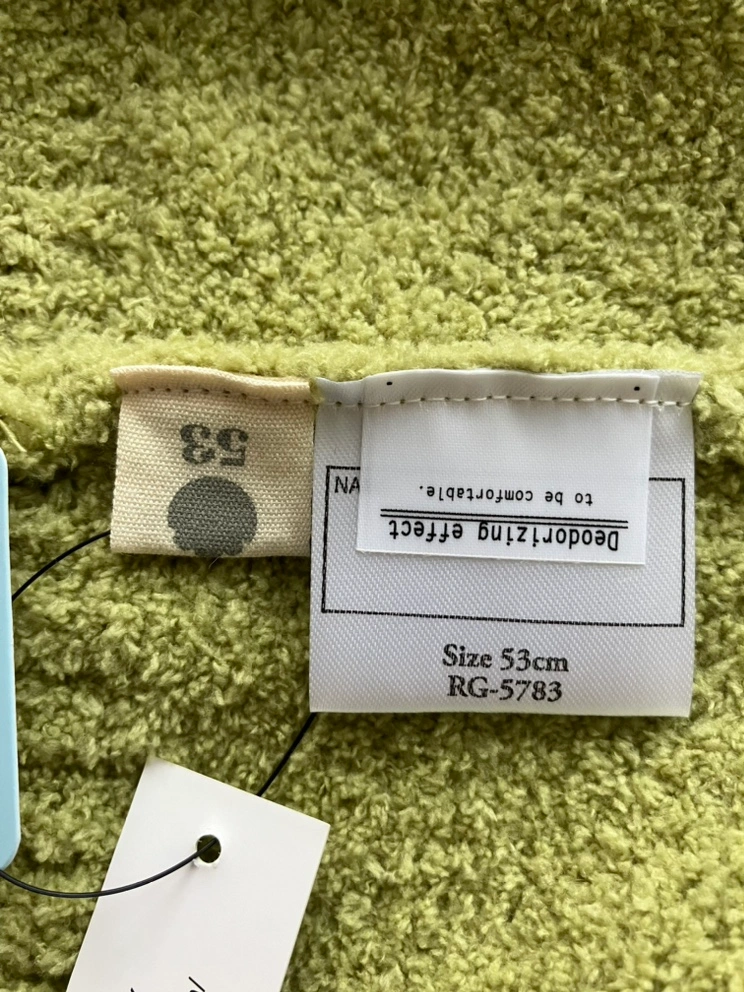 53
NA
Deodorizing effect
to be comfortable.
Size 53cm
RG-5783